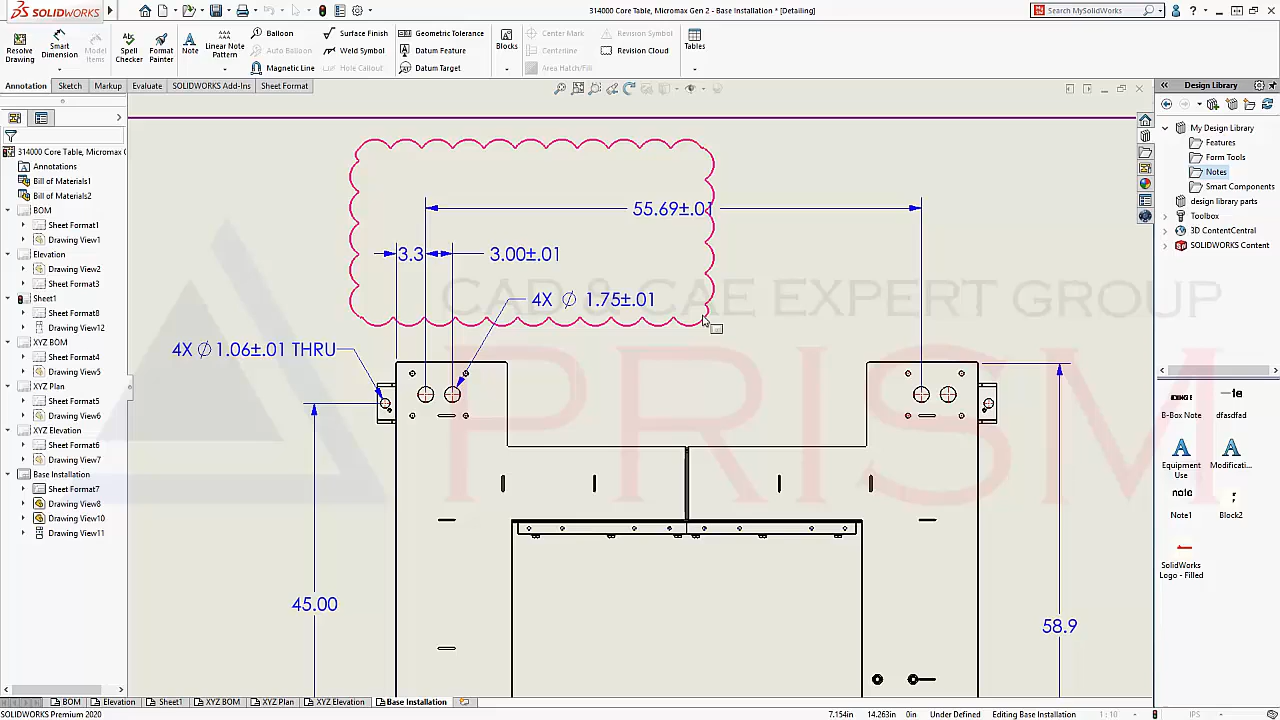 SOLIDWORKS
314000 Core Table, Micromax Gen 2 - Base Installation * [Detailing]
Search MySolidWorks
Resolve Drawing
Smart Dimension
Model Items
Spell Checker
Format Painter
Note
Linear Note Pattern
Balloon
Auto Balloon
Magnetic Line
Surface Finish
Weld Symbol
Hole Callout
Geometric Tolerance
Datum Feature
Datum Target
Blocks
Center Mark
Centerline
Area Hatch/Fill
Revision Symbol
Revision Cloud
Tables
Annotation
Sketch
Markup
Evaluate
SOLIDWORKS Add-Ins
Sheet Format
314000 Core Table, Micromax G
Annotations
Bill of Materials1
Bill of Materials2
BOM
Sheet Format1
Drawing View1
Elevation
Drawing View2
Sheet Format3
Sheet1
Sheet Format8
Drawing View12
XYZ BOM
Sheet Format4
Drawing View5
XYZ Plan
Sheet Format5
Drawing View6
XYZ Elevation
Sheet Format6
Drawing View7
Base Installation
Sheet Format7
Drawing View8
Drawing View10
Drawing View11
55.69±.01
3.3
3.00±.01
4X ∅ 1.75±.01
4X ∅ 1.06±.01 THRU
45.00
58.9
CAD & CAE EXPERT GROUP
PRISM
Design Library
My Design Library
Features
Form Tools
Notes
Smart Components
design library parts
Toolbox
3D ContentCentral
SOLIDWORKS Content
B-Box Note
dfasdfad
Equipment Use
Modificati...
note
Note1
Block2
SolidWorks Logo - Filled
BOM
Elevation
Sheet1
XYZ BOM
XYZ Plan
XYZ Elevation
Base Installation
SOLIDWORKS Premium 2020
7.154in
14.263in
0in
Under Defined
Editing Base Installation
1 : 10
IPS